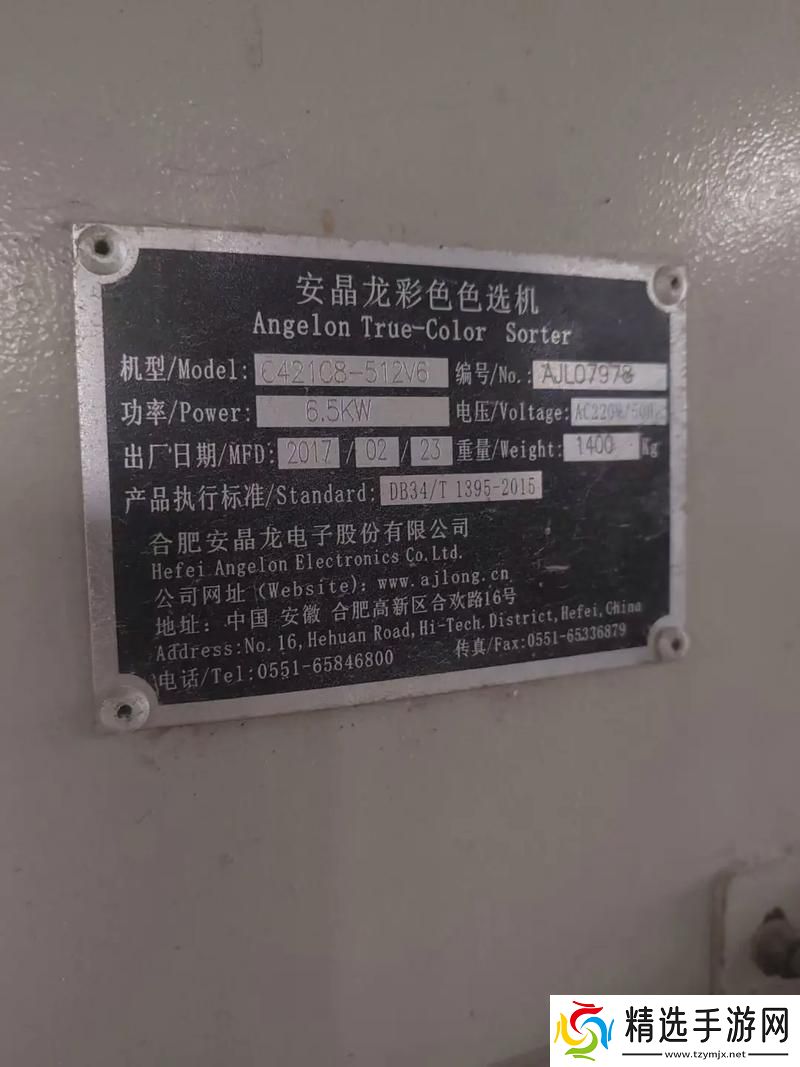 安晶龙彩色色选机
Angelon True-Color Sorter
机型/Model: C421C8-512V6 编号/No.: AJL07978
功率/Power: 6.5KW 电压/Voltage: AC220V/50Hz
出厂日期/MFD: 2017 / 02 / 23 重量/Weight: 1400 Kg
产品执行标准/Standard: DB34/T 1395-2015
合肥安晶龙电子股份有限公司
Hefei Angelon Electronics Co.Ltd.
公司网址(Website): www.ajlong.cn
地址: 中国 安徽 合肥高新区合欢路16号
Address:No.16,Hehuan Road,Hi-Tech.District,Hefei,China
电话/Tel:0551-65846800 传真/Fax:0551-65336879
精选手游网
www.tzymjx.net